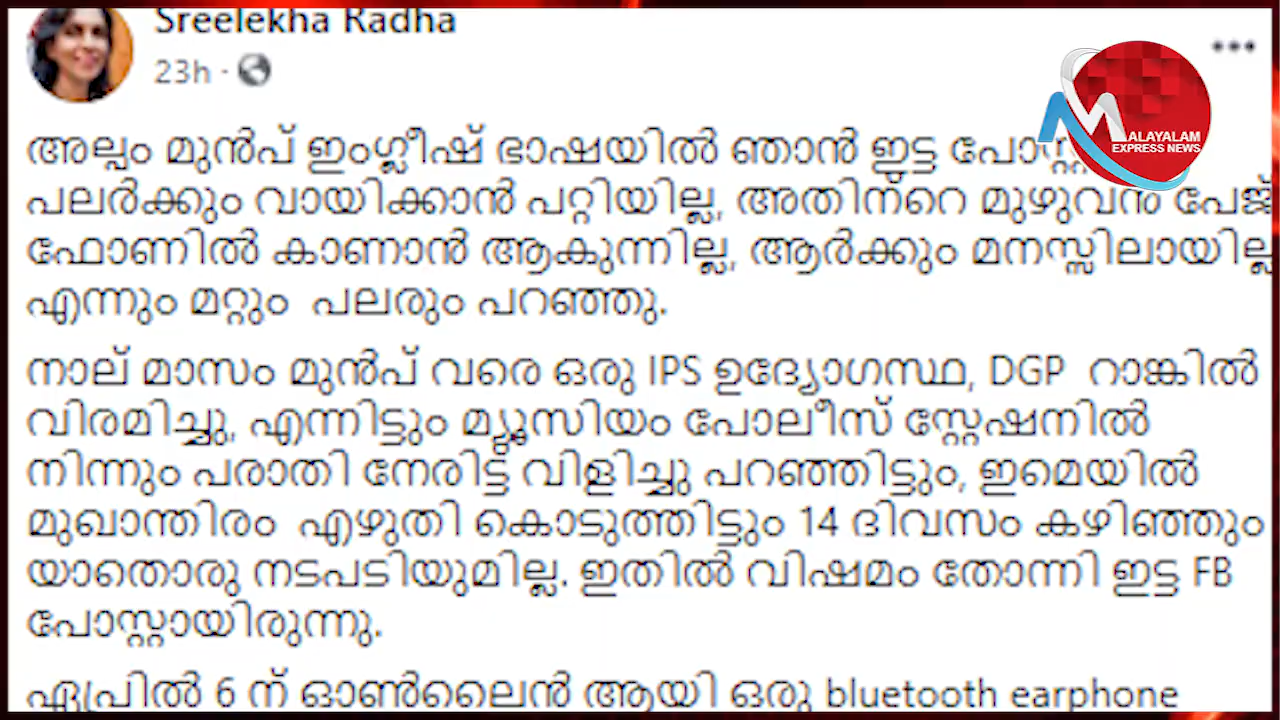 Sreelekha Radha
23h ·
MALAYALAM
EXPRESS NEWS
അല്പം മുൻപ് ഇംഗ്ലീഷ് ഭാഷയിൽ ഞാൻ ഇട്ട പോസ്റ്റ്
പലർക്കും വായിക്കാൻ പറ്റിയില്ല, അതിന്റെ മുഴുവൻ പേജ്
ഫോണിൽ കാണാൻ ആകുന്നില്ല, ആർക്കും മനസ്സിലായില്ല
എന്നും മറ്റും പലരും പറഞ്ഞു.
നാല് മാസം മുൻപ് വരെ ഒരു IPS ഉദ്യോഗസ്ഥ, DGP റാങ്കിൽ
വിരമിച്ചു, എന്നിട്ടും മ്യൂസിയം പോലീസ് സ്റ്റേഷനിൽ
നിന്നും പരാതി നേരിട്ട് വിളിച്ചു പറഞ്ഞിട്ടും, ഇമെയിൽ
മുഖാന്തിരം എഴുതി കൊടുത്തിട്ടും 14 ദിവസം കഴിഞ്ഞും
യാതൊരു നടപടിയുമില്ല. ഇതിൽ വിഷമം തോന്നി ഇട്ട FB
പോസ്റ്റായിരുന്നു.
ഏപ്രിൽ 6 ന് ഓൺലൈൻ ആയി ഒരു bluetooth earphone